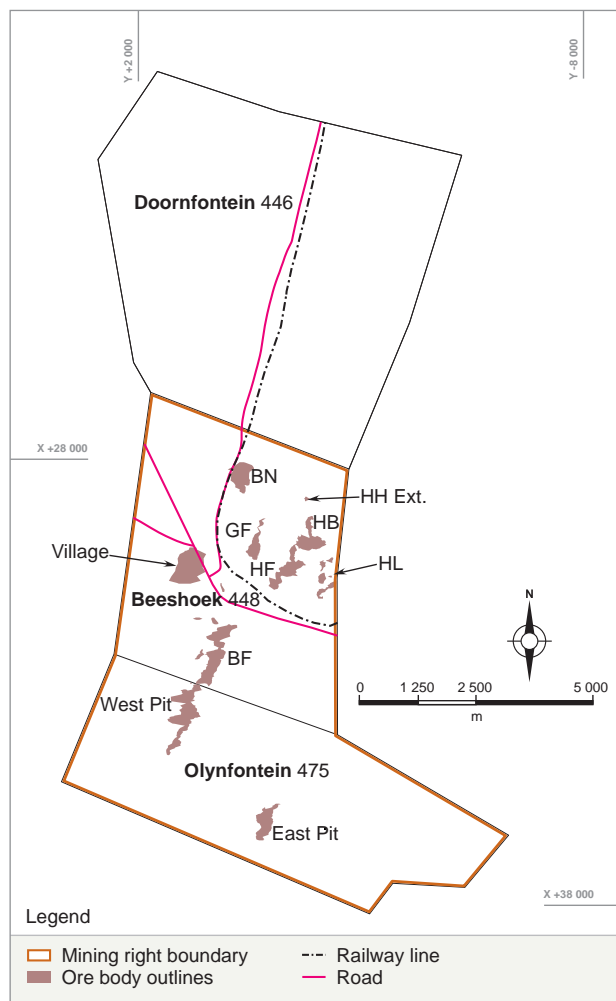 Y +2 000
Y -8 000
Doornfontein 446
X +28 000
BN
HH Ext.
GF
HB
Village
HF
HL
Beeshoek 448
N
BF
0 1 250 2 500 5 000
m
West Pit
Olynfontein 475
East Pit
X +38 000
Legend
Mining right boundary
Railway line
Ore body outlines
Road